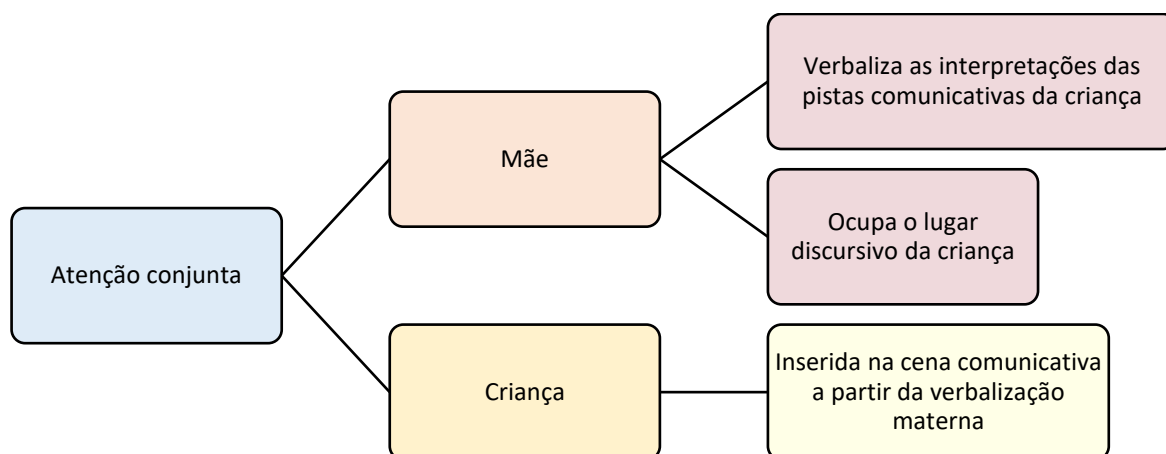 Atenção conjunta
Mãe
Verbaliza as interpretações das
pistas comunicativas da criança
Ocupa o lugar
discursivo da criança
Criança
Inserida na cena comunicativa
a partir da verbalização
materna